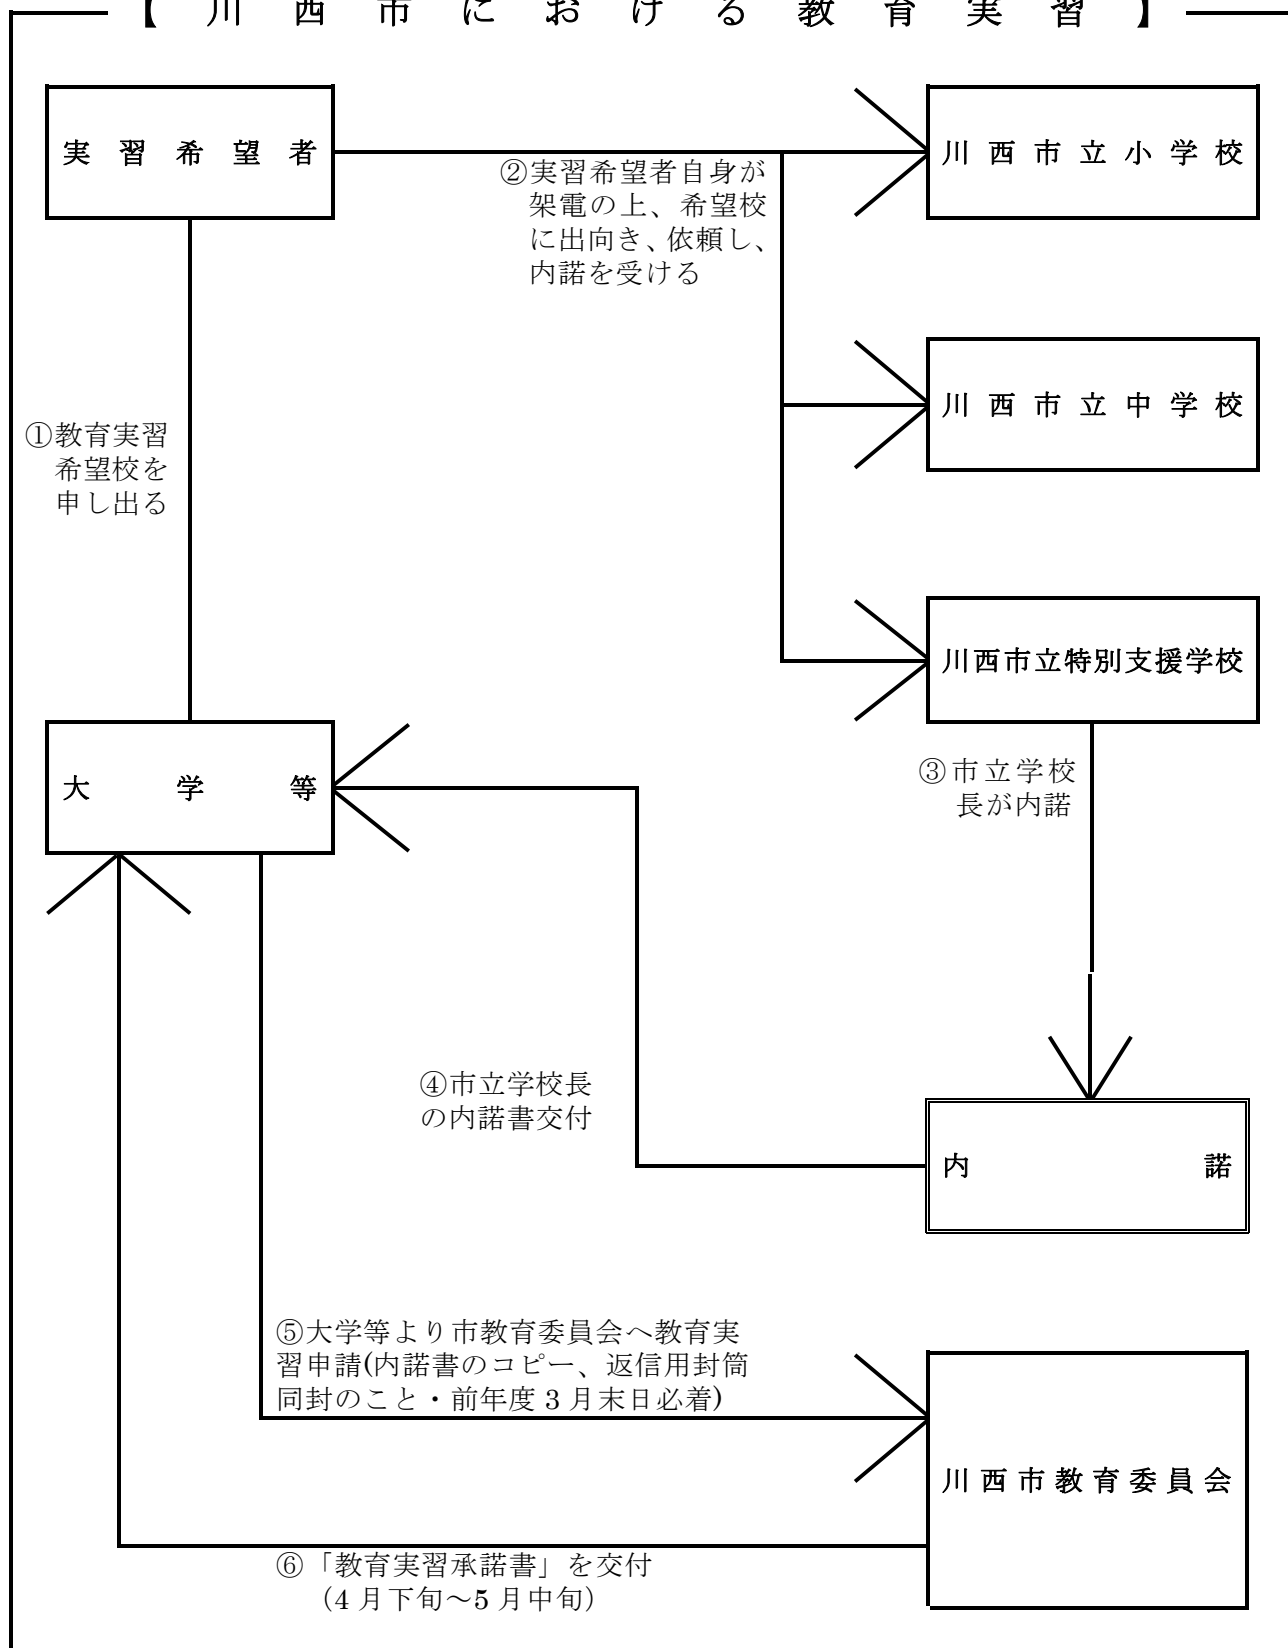 【川西市における教育実習】
実習希望者
川西市立小学校
②実習希望者自身が
架電の上、希望校
に出向き、依頼し、
内諾を受ける
川西市立中学校
①教育実習
希望校を
申し出る
川西市立特別支援学校
大学等
③市立学校
長が内諾
④市立学校長
の内諾書交付
内諾
⑤大学等より市教育委員会へ教育実
習申請(内諾書のコピー、返信用封筒
同封のこと・前年度3月末日必着)
川西市教育委員会
⑥「教育実習承諾書」を交付
（4月下旬～5月中旬）